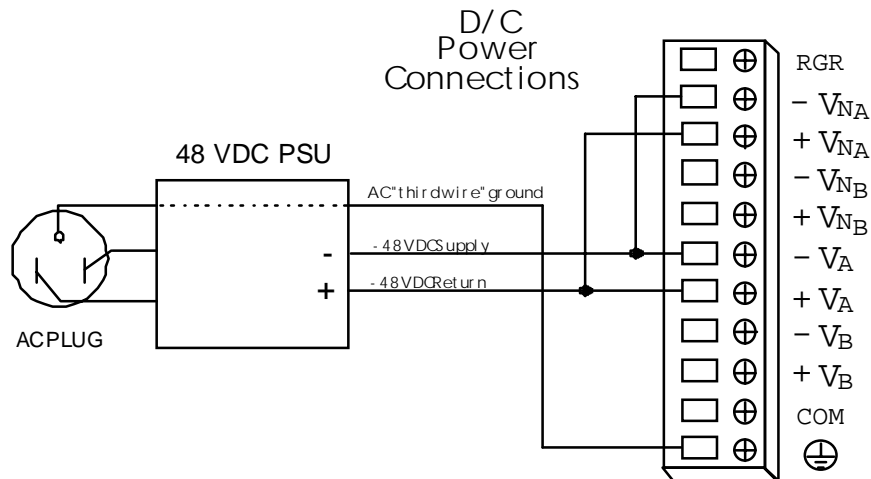 D/C
Power
Connections
48 VDC PSU
AC"thirdwire"ground
-
-48VDCSupply
+
-48VDCReturn
ACPLUG
RGR
- VNA
+ VNA
- VNB
+ VNB
- VA
+ VA
- VB
+ VB
COM